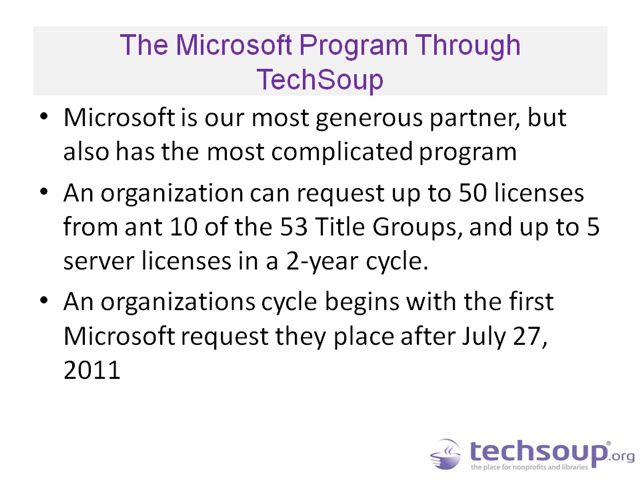 The Microsoft Program Through
TechSoup
• Microsoft is our most generous partner, but
also has the most complicated program
• An organization can request up to 50 licenses
from ant 10 of the 53 Title Groups, and up to 5
server licenses in a 2-year cycle.
• An organizations cycle begins with the first
Microsoft request they place after July 27,
2011
techsoup®.org
the place for nonprofits and libraries